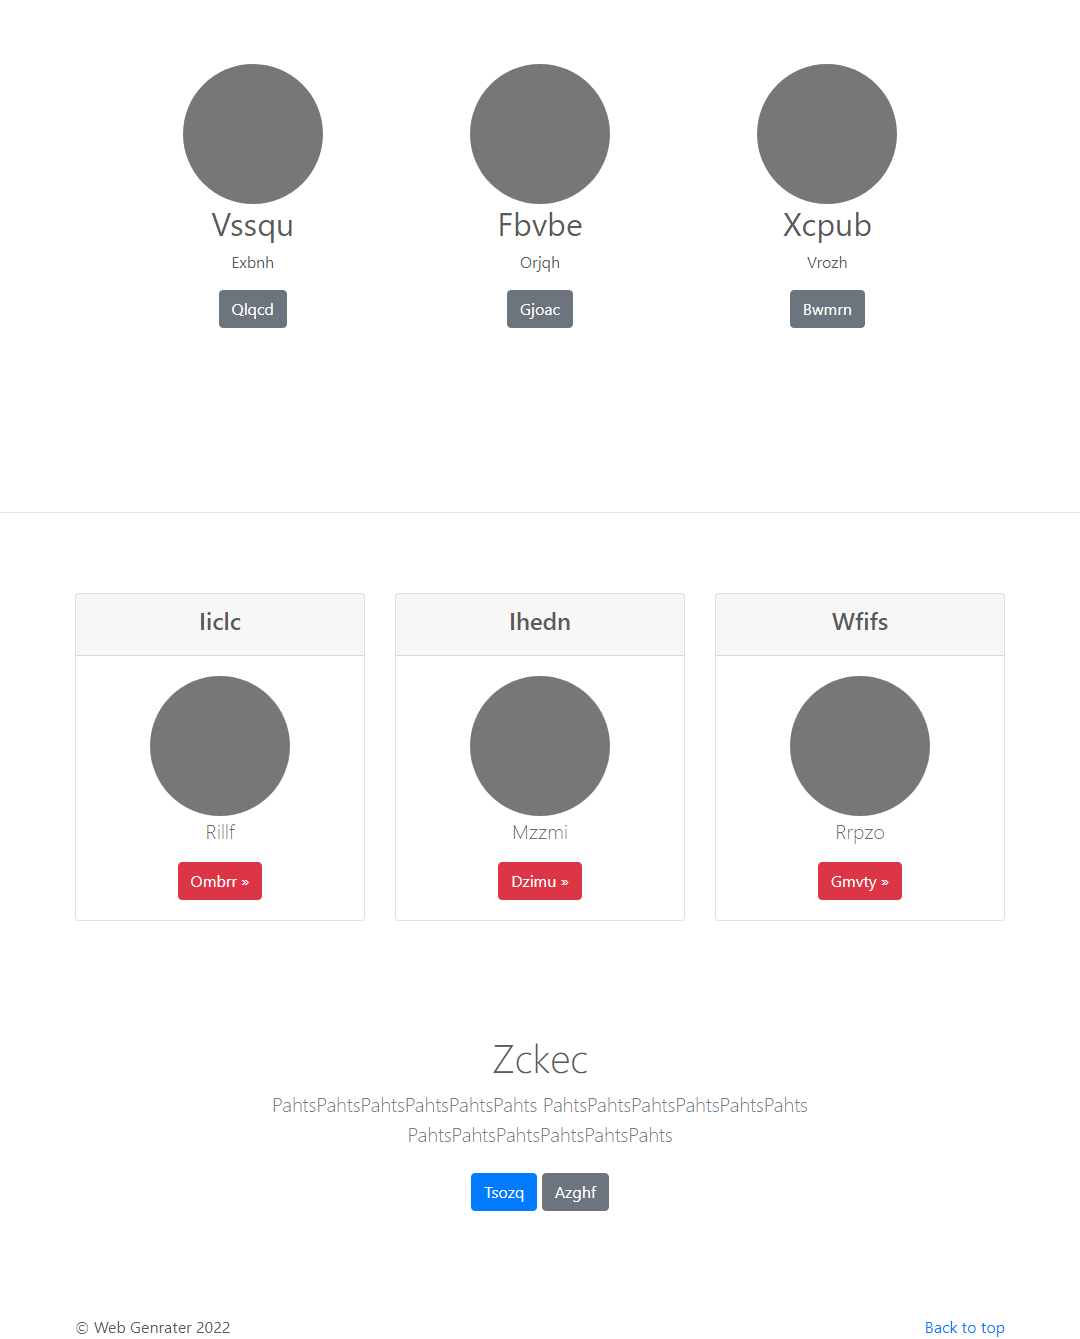 Vssqu Fbvbe Xcpub
Exbnh Orjqh Vrozh
Qlqcd Gjoac Bwmrn
Iiclc Ihedn Wfifs
Rillf Mzzmi Rrpzo
Ombrr » Dzimu » Gmvty »
Zckec
PahtsPahtsPahtsPahtsPahtsPahts PahtsPahtsPahtsPahtsPahtsPahts
PahtsPahtsPahtsPahtsPahtsPahts
Tsozq Azghf
© Web Genrater 2022 Back to top